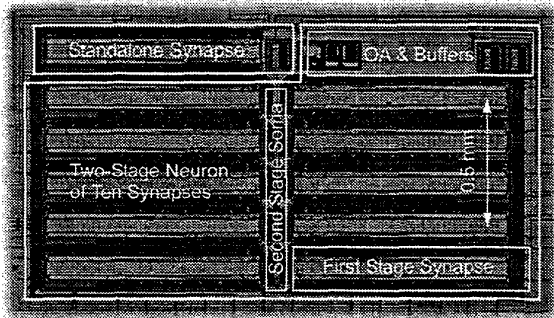 Standalone Synapse
OA & Buffers
Two-Stage Neuron
of Ten Synapses
Second Stage Soma
0.5 mm
First Stage Synapse